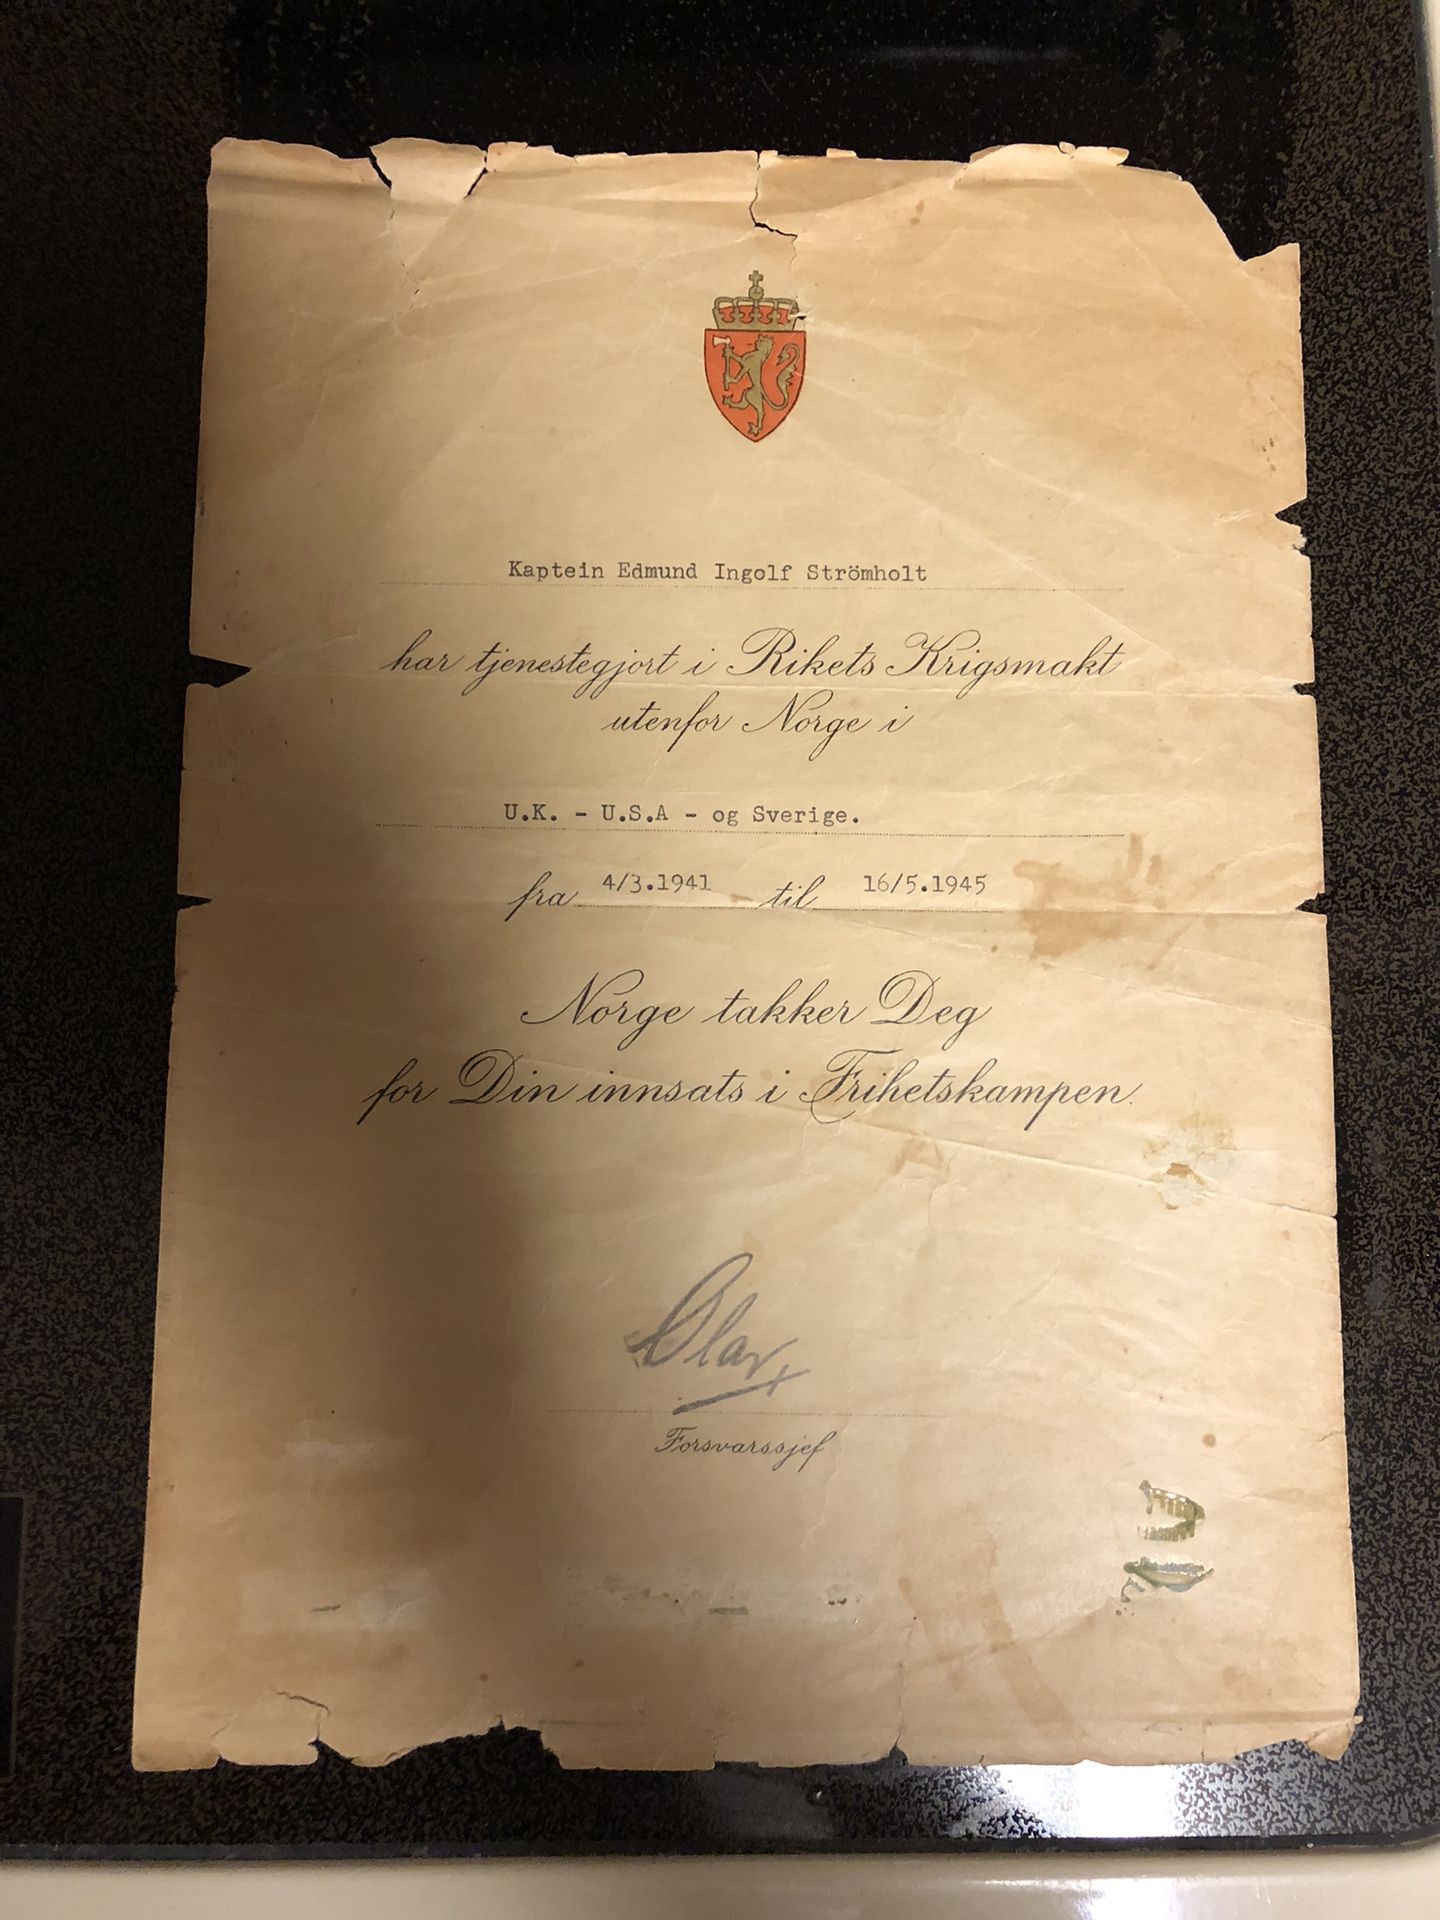 Kaptein Edmund Ingolf Strömholt
har tjenestegjort i Rikets Krigsmakt
utenfor Norge i
U.K. - U.S.A - og Sverige.
fra 4/3.1941 til 16/5.1945
Norge takker Deg
for Din innsats i Frihetskampen.
Olav
Forsvarssjef